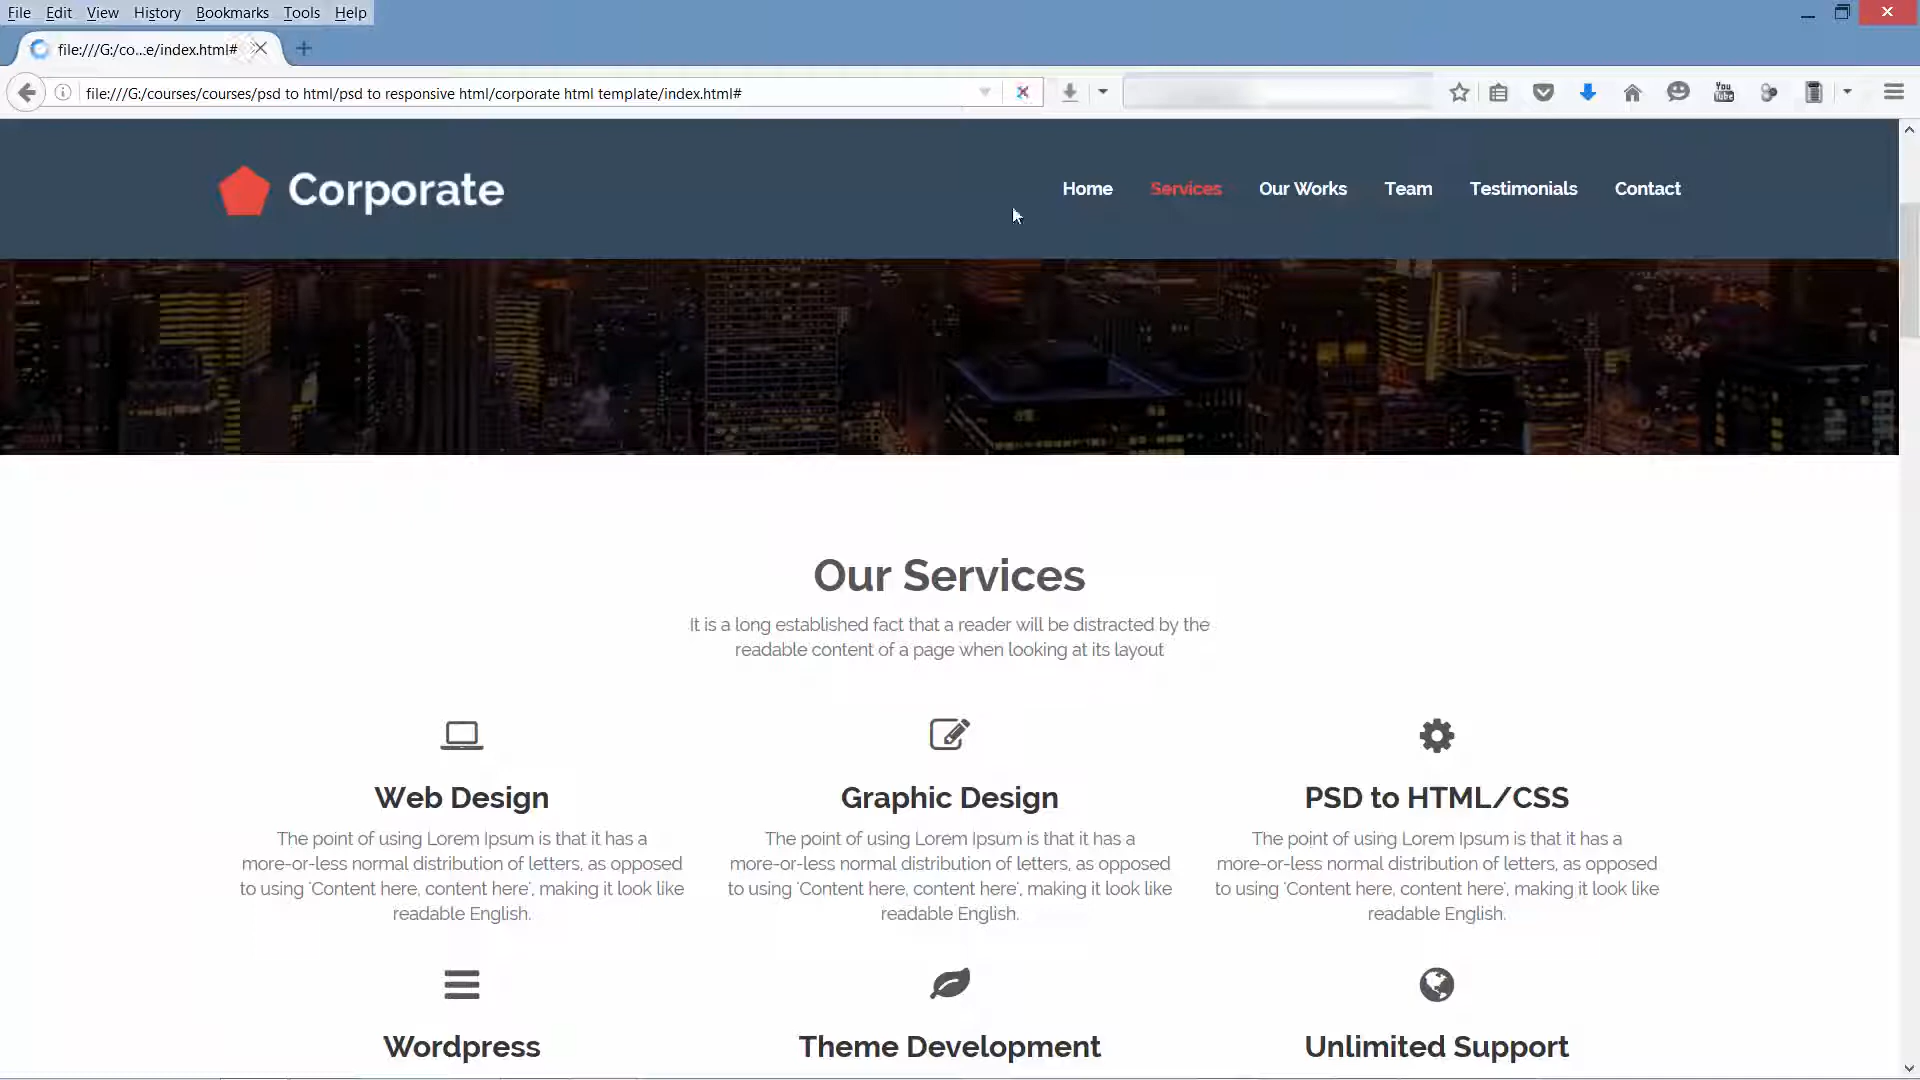 File Edit View History Bookmarks Tools Help
file:///G:/co...e/index.html#
file:///G:/courses/courses/psd to html/psd to responsive html/corporate html template/index.html#
You
Tube
Corporate
Home Services Our Works Team Testimonials Contact
Our Services
It is a long established fact that a reader will be distracted by the
readable content of a page when looking at its layout
Web Design
Graphic Design
PSD to HTML/CSS
The point of using Lorem Ipsum is that it has a
more-or-less normal distribution of letters, as opposed
to using 'Content here, content here', making it look like
readable English.
The point of using Lorem Ipsum is that it has a
more-or-less normal distribution of letters, as opposed
to using 'Content here, content here', making it look like
readable English.
The point of using Lorem Ipsum is that it has a
more-or-less normal distribution of letters, as opposed
to using 'Content here, content here', making it look like
readable English.
Wordpress
Theme Development
Unlimited Support